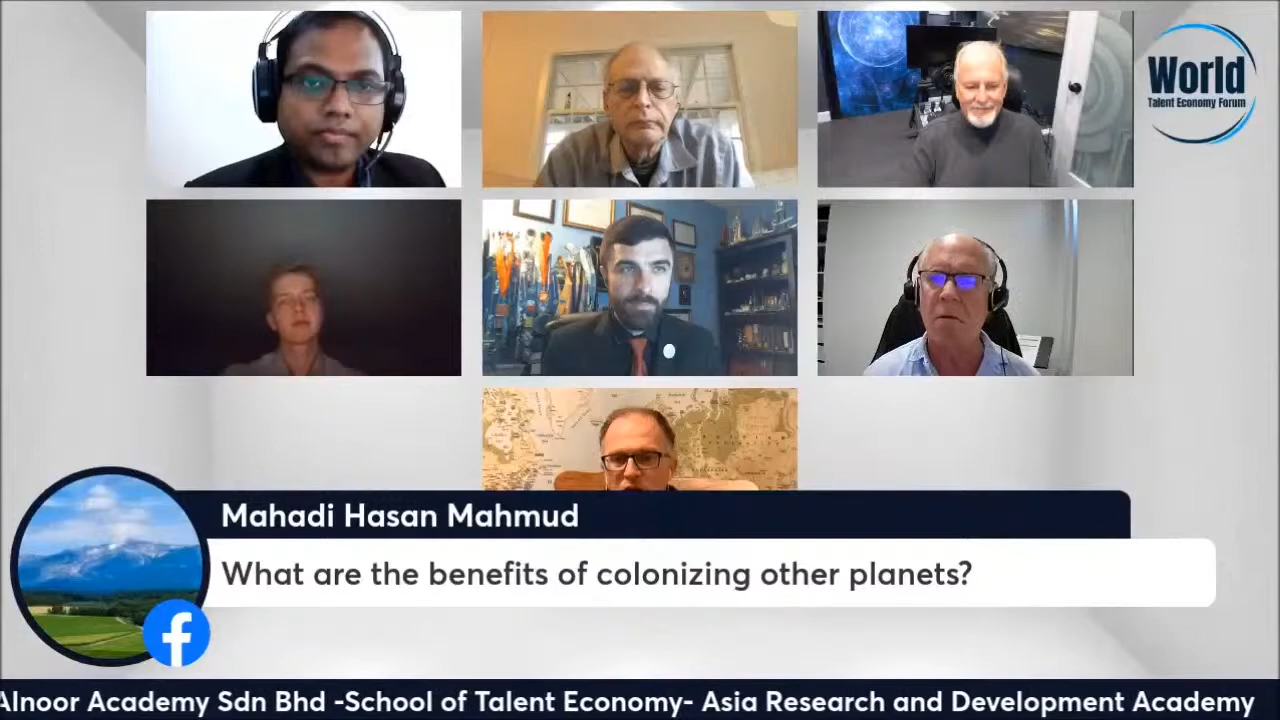 World
Talent Economy Forum
Mahadi Hasan Mahmud
What are the benefits of colonizing other planets?
Alnoor Academy Sdn Bhd -School of Talent Economy- Asia Research and Development Academy